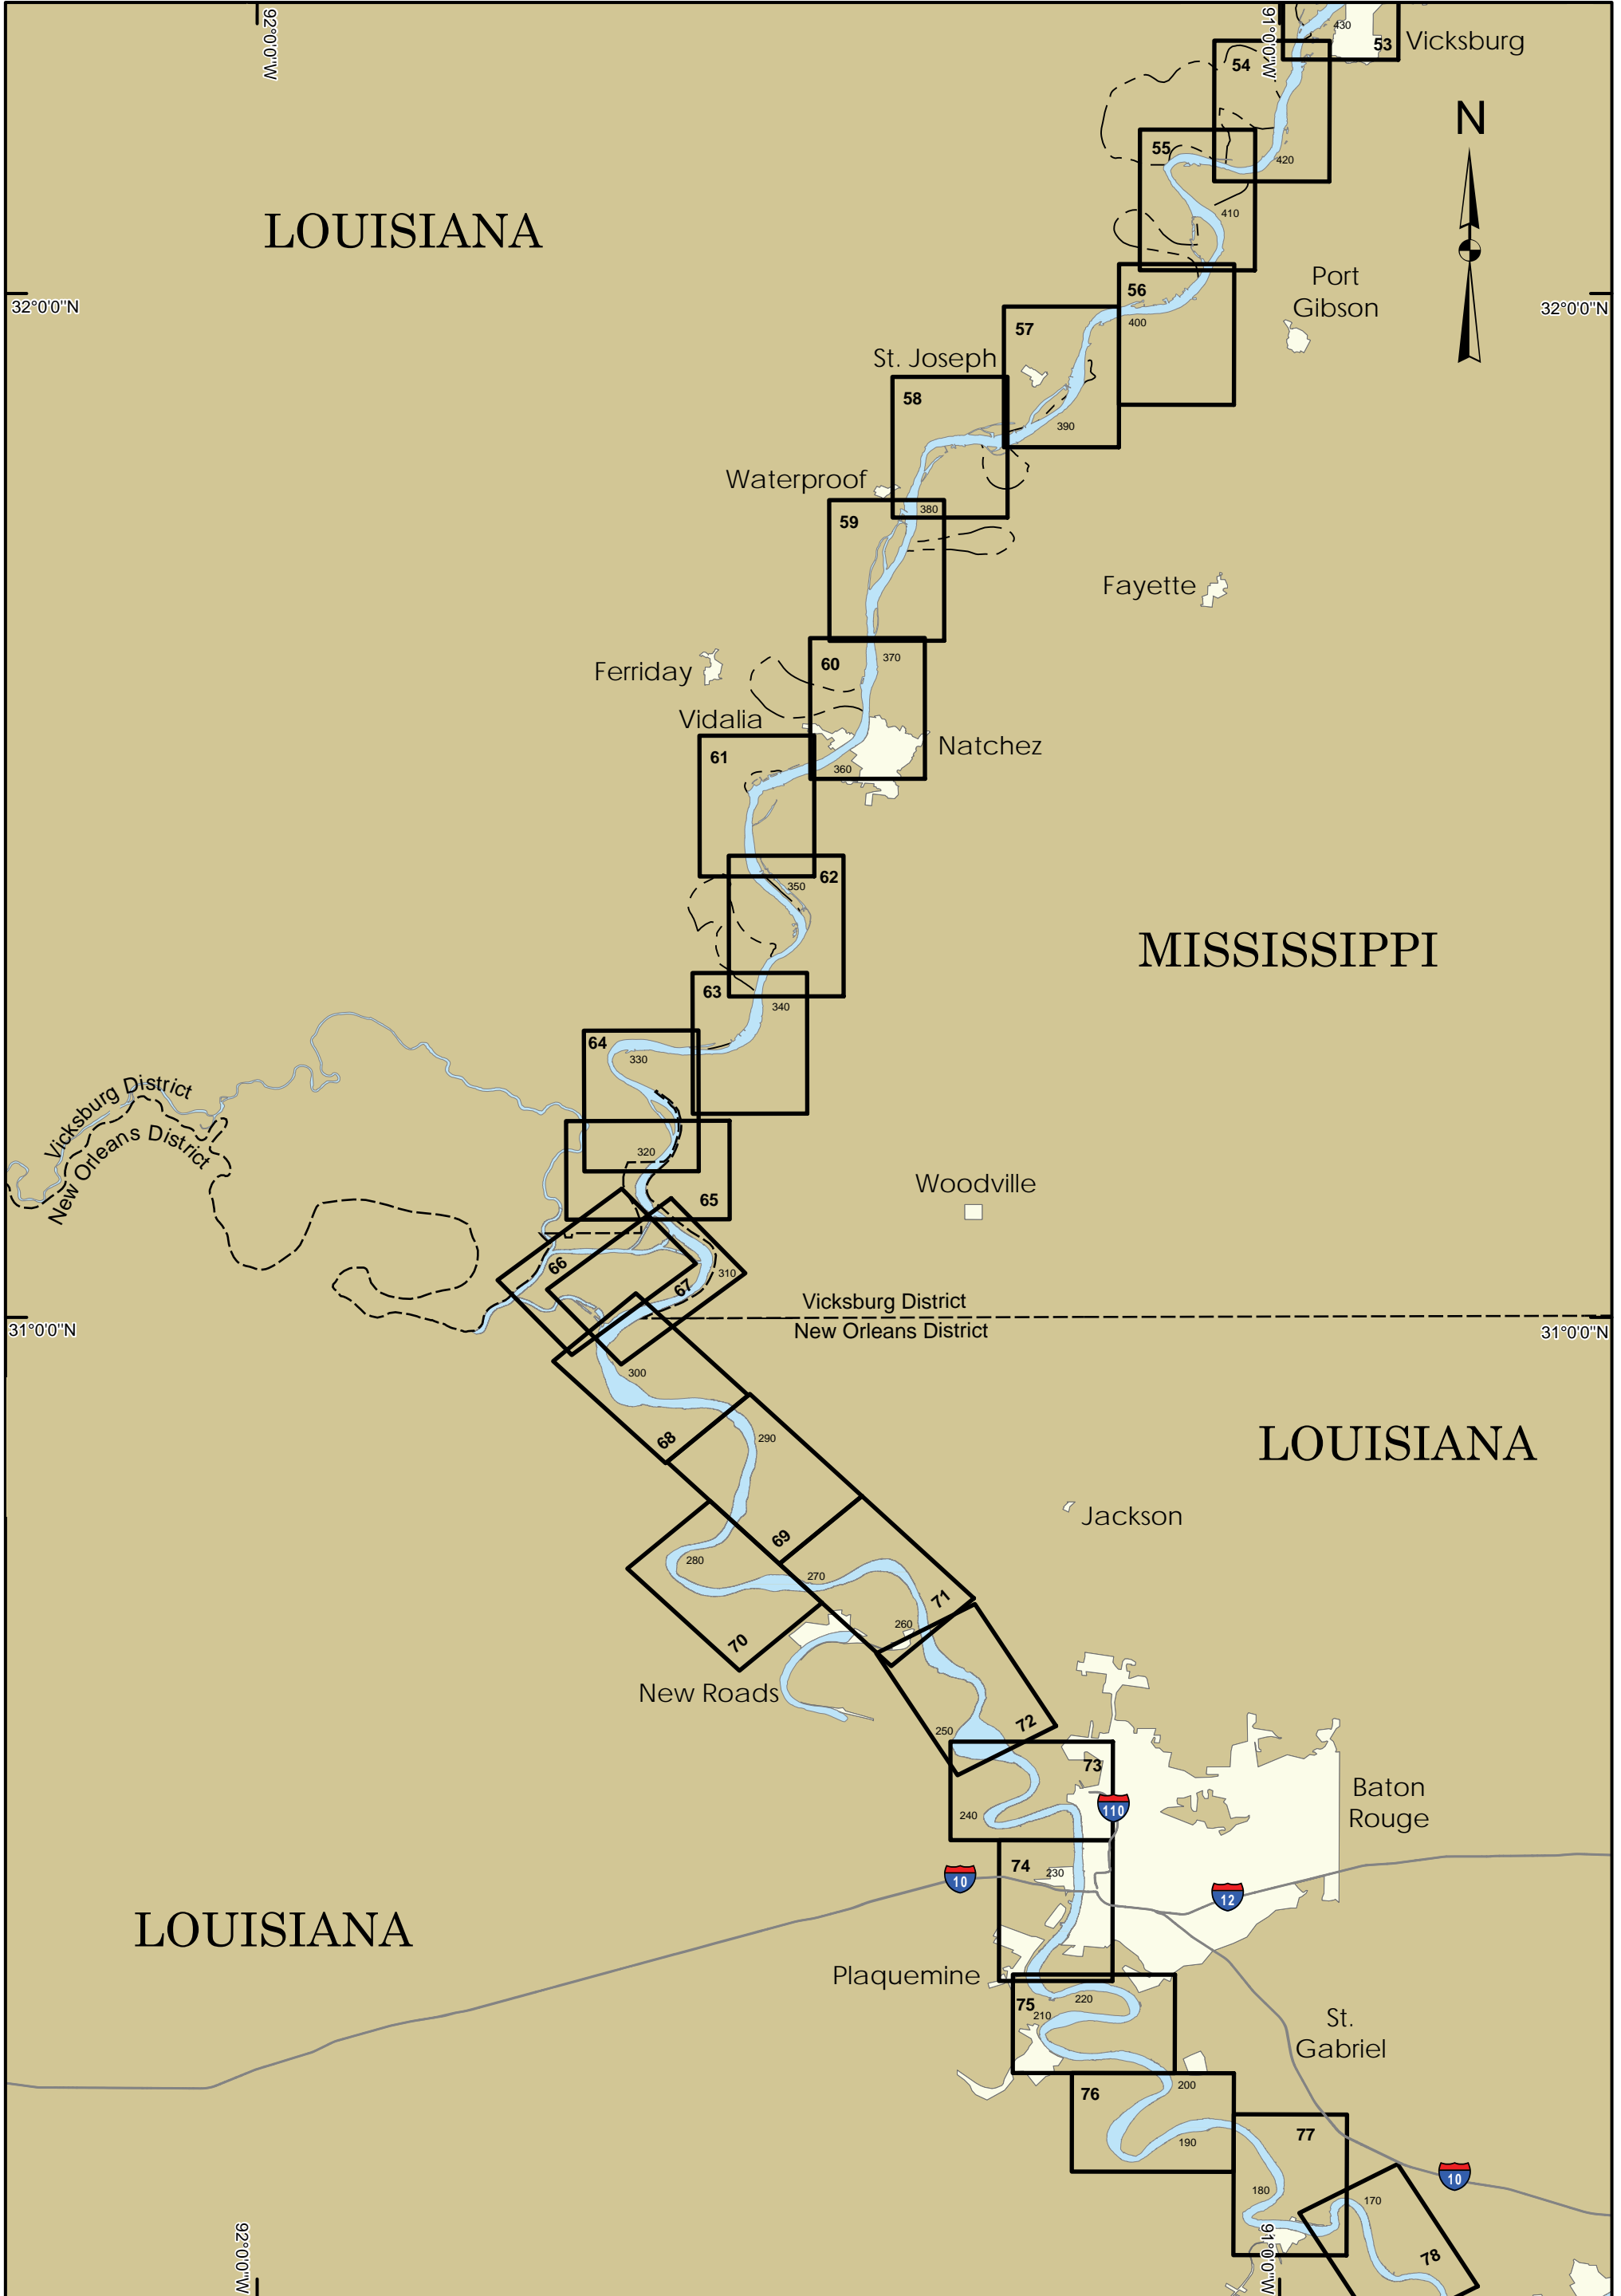 92°0'0"W
91°0'0"W
430
53
Vicksburg
54
N
55
420
410
LOUISIANA
Port
Gibson
56
32°0'0"N
32°0'0"N
400
57
St. Joseph
58
390
Waterproof
380
59
Fayette
370
60
Ferriday
Vidalia
Natchez
61
360
62
350
MISSISSIPPI
63
340
64
330
Vicksburg District
New Orleans District
320
65
Woodville
66
67
310
Vicksburg District
New Orleans District
31°0'0"N
31°0'0"N
300
68
290
LOUISIANA
Jackson
69
280
270
71
260
70
New Roads
72
250
73
Baton
Rouge
110
240
74
230
10
12
LOUISIANA
Plaquemine
220
75
210
St.
Gabriel
200
76
190
77
10
180
170
78
92°0'0"W
91°0'0"W